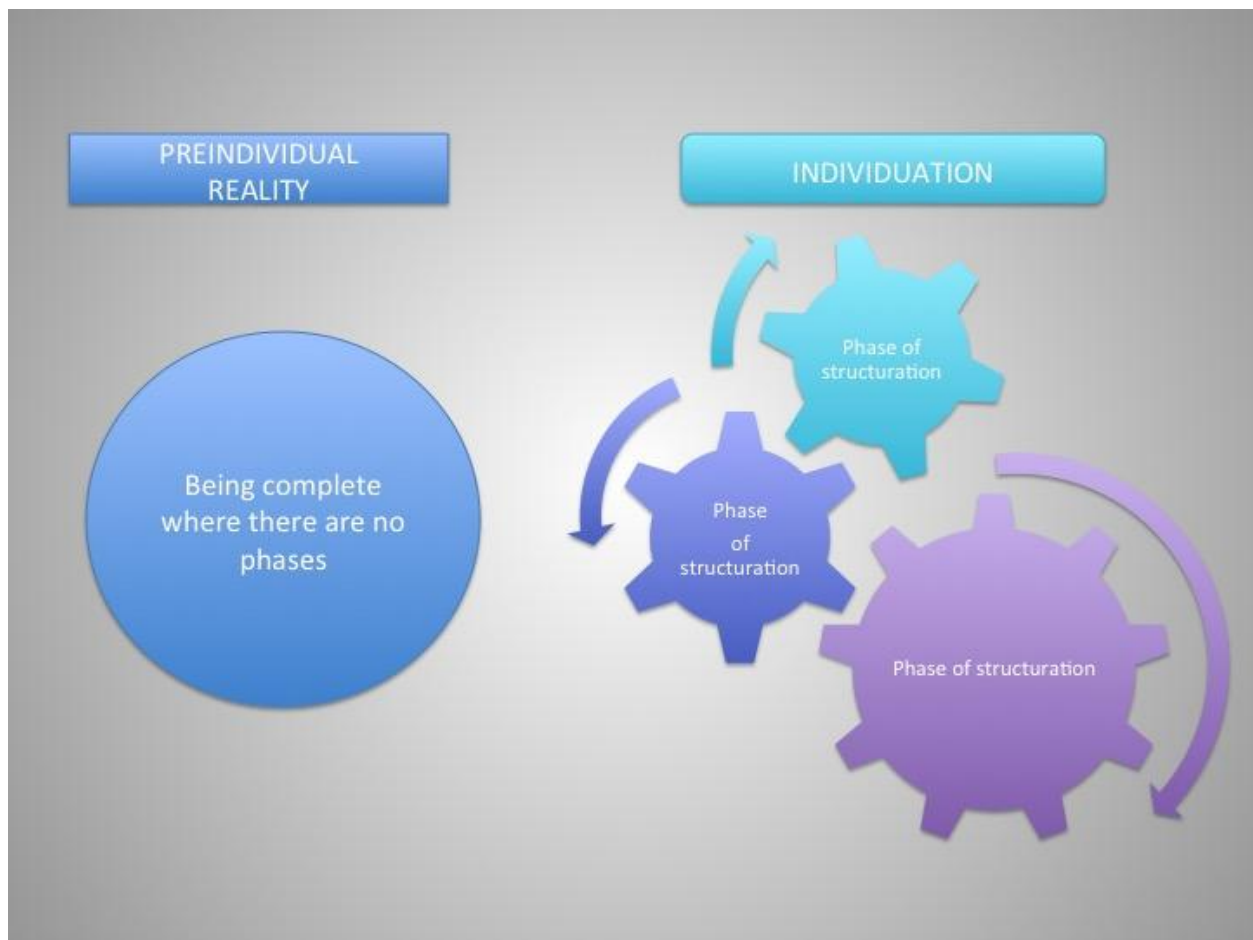 PREINDIVIDUAL
REALITY
INDIVIDUATION
Being complete
where there are no
phases
Phase of
structuration
Phase
of
structuration
Phase of structuration